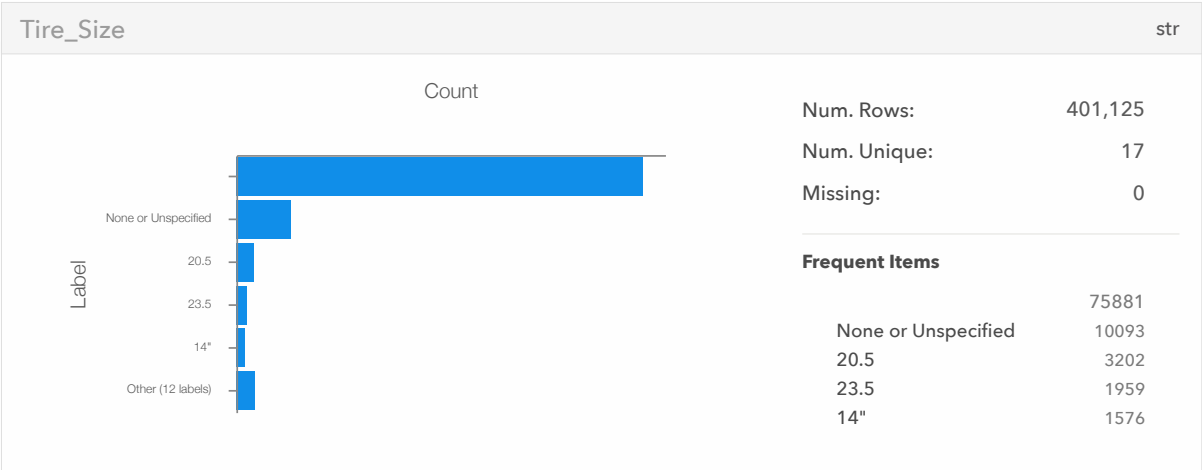 Tire_Size
str
Count
Label
None or Unspecified
20.5
23.5
14"
Other (12 labels)
Num. Rows: 401,125
Num. Unique: 17
Missing: 0
Frequent Items
75881
None or Unspecified 10093
20.5 3202
23.5 1959
14" 1576